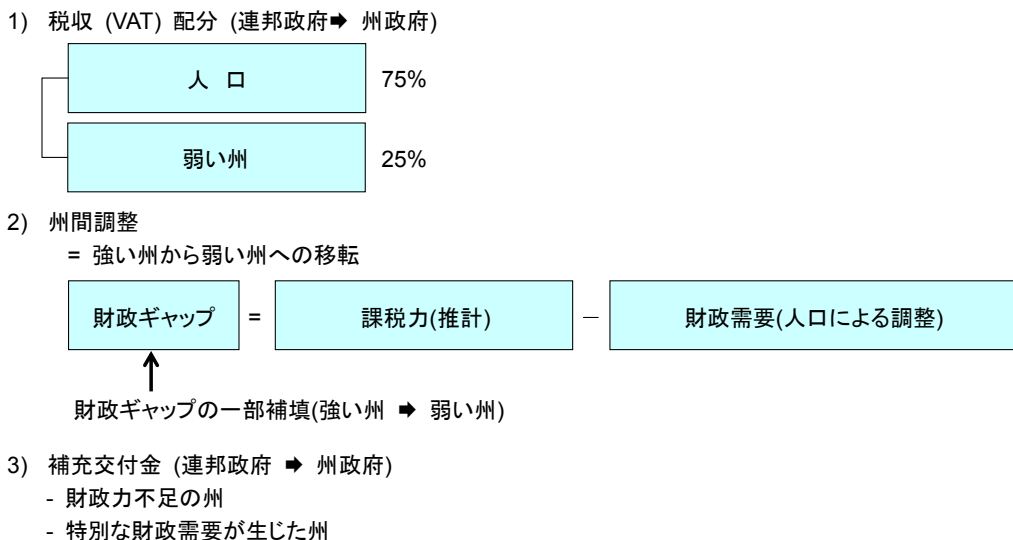 1) 税収 (VAT) 配分 (連邦政府➡ 州政府)
人 口 75%
弱い州 25%
2) 州間調整
= 強い州から弱い州への移転
財政ギャップ = 課税力(推計) − 財政需要(人口による調整)
財政ギャップの一部補填(強い州 ➡ 弱い州)
3) 補充交付金 (連邦政府 ➡ 州政府)
- 財政力不足の州
- 特別な財政需要が生じた州